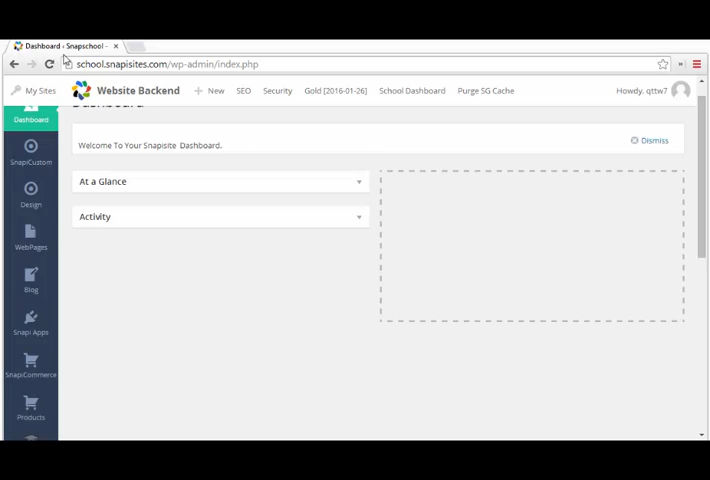 Dashboard ‹ Snapschool -
school.snapisites.com/wp-admin/index.php
My Sites
Website Backend
New
SEO
Security
Gold [2016-01-26]
School Dashboard
Purge SG Cache
Howdy, qttw7
Dashboard
Dashboard
Welcome To Your Snapisite Dashboard.
Dismiss
SnapiCustom
At a Glance
Design
Activity
WebPages
Blog
Snapi Apps
SnapiCommerce
Products